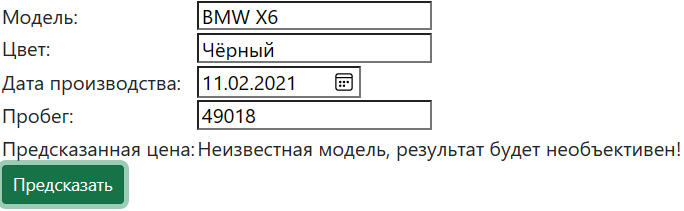 Модель: BMW X6
Цвет: Чёрный
Дата производства: 11.02.2021
Пробег: 49018
Предсказанная цена: Неизвестная модель, результат будет необъективен!
Предсказать